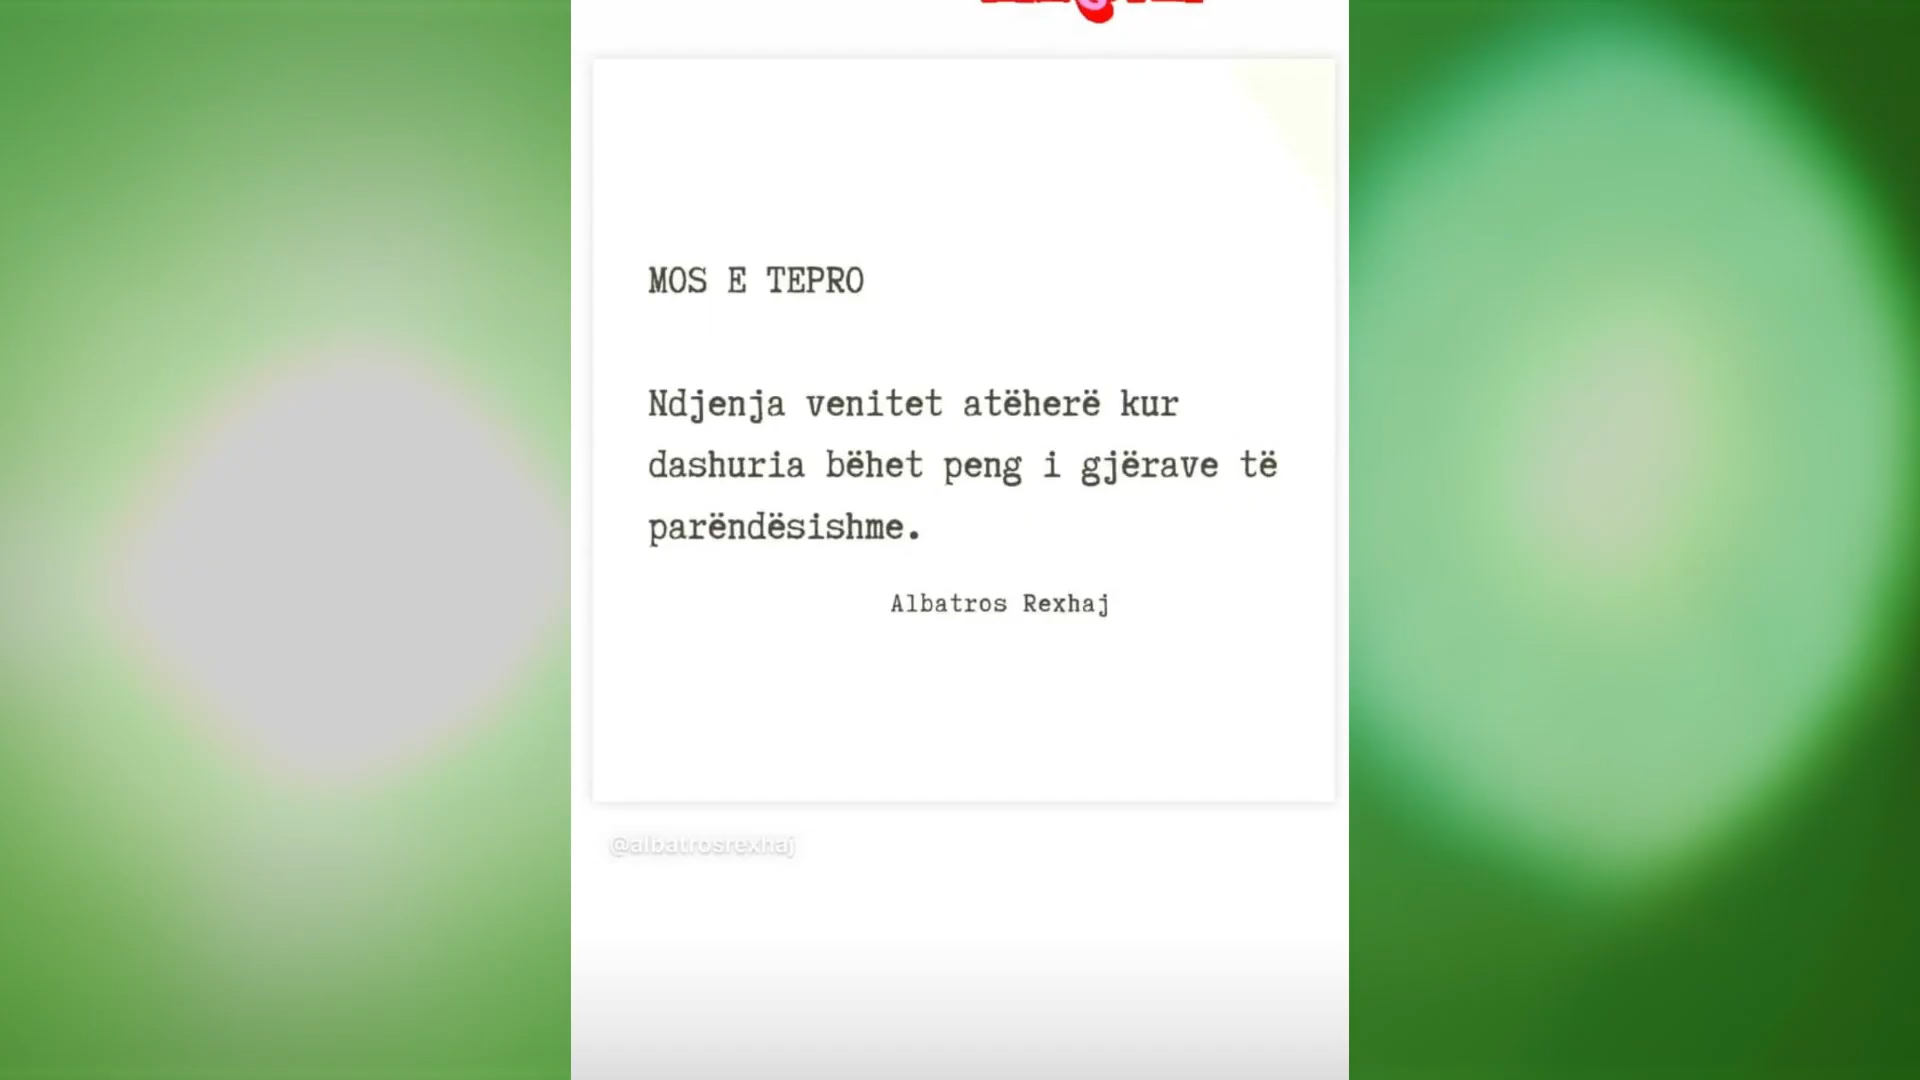 MOS E TEPRO
Ndjenja venitet atëherë kur
dashuria bëhet peng i gjërave të
parëndësishme.
Albatros Rexhaj
@albatrosrexhaj